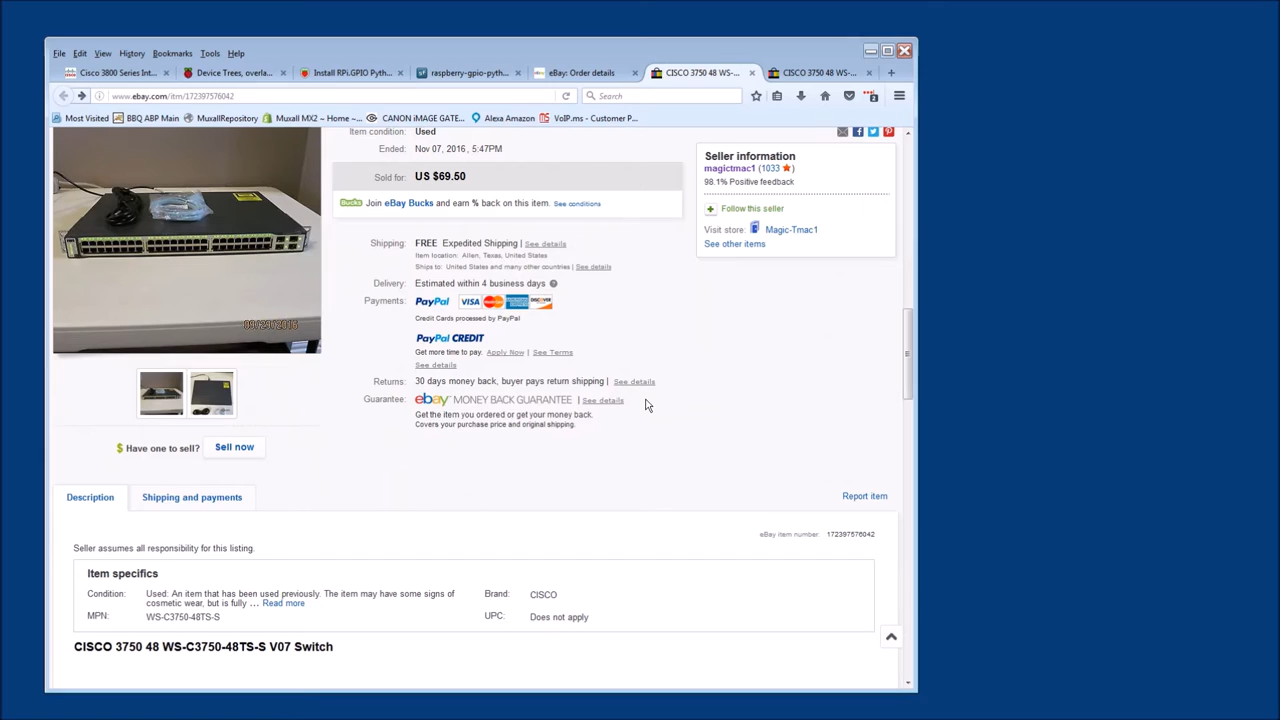 File Edit View History Bookmarks Tools Help
Cisco 3800 Series Int... × Device Trees, overla... × Install RPi.GPIO Pyth... × raspberry-gpio-pyth... × eBay: Order details × CISCO 3750 48 WS-... × CISCO 3750 48 WS-... × +
www.ebay.com/itm/172397576042 Search
Most Visited BBQ ABP Main MuxallRepository Muxall MX2 ~ Home ~... CANON iMAGE GATE... Alexa Amazon VoIP.ms - Customer P...
Item condition: Used
Ended: Nov 07, 2016 , 5:47PM
Sold for: US $69.50
Bucks Join eBay Bucks and earn % back on this item. See conditions
Shipping: FREE Expedited Shipping | See details
Item location: Allen, Texas, United States
Ships to: United States and many other countries | See details
Delivery: Estimated within 4 business days
Payments: PayPal VISA MasterCard DISCOVER
Credit Cards processed by PayPal
PayPal CREDIT
Get more time to pay. Apply Now | See Terms
See details
Returns: 30 days money back, buyer pays return shipping | See details
Guarantee: ebay MONEY BACK GUARANTEE | See details
Get the item you ordered or get your money back.
Covers your purchase price and original shipping.
Seller information
magictmac1 (1033 )
98.1% Positive feedback
Follow this seller
Visit store: Magic-Tmac1
See other items
09/29/2016
$ Have one to sell? Sell now
Description Shipping and payments
Report item
eBay item number: 172397576042
Seller assumes all responsibility for this listing.
Item specifics
Condition: Used: An item that has been used previously. The item may have some signs of
cosmetic wear, but is fully ... Read more
Brand: CISCO
MPN: WS-C3750-48TS-S
UPC: Does not apply
CISCO 3750 48 WS-C3750-48TS-S V07 Switch